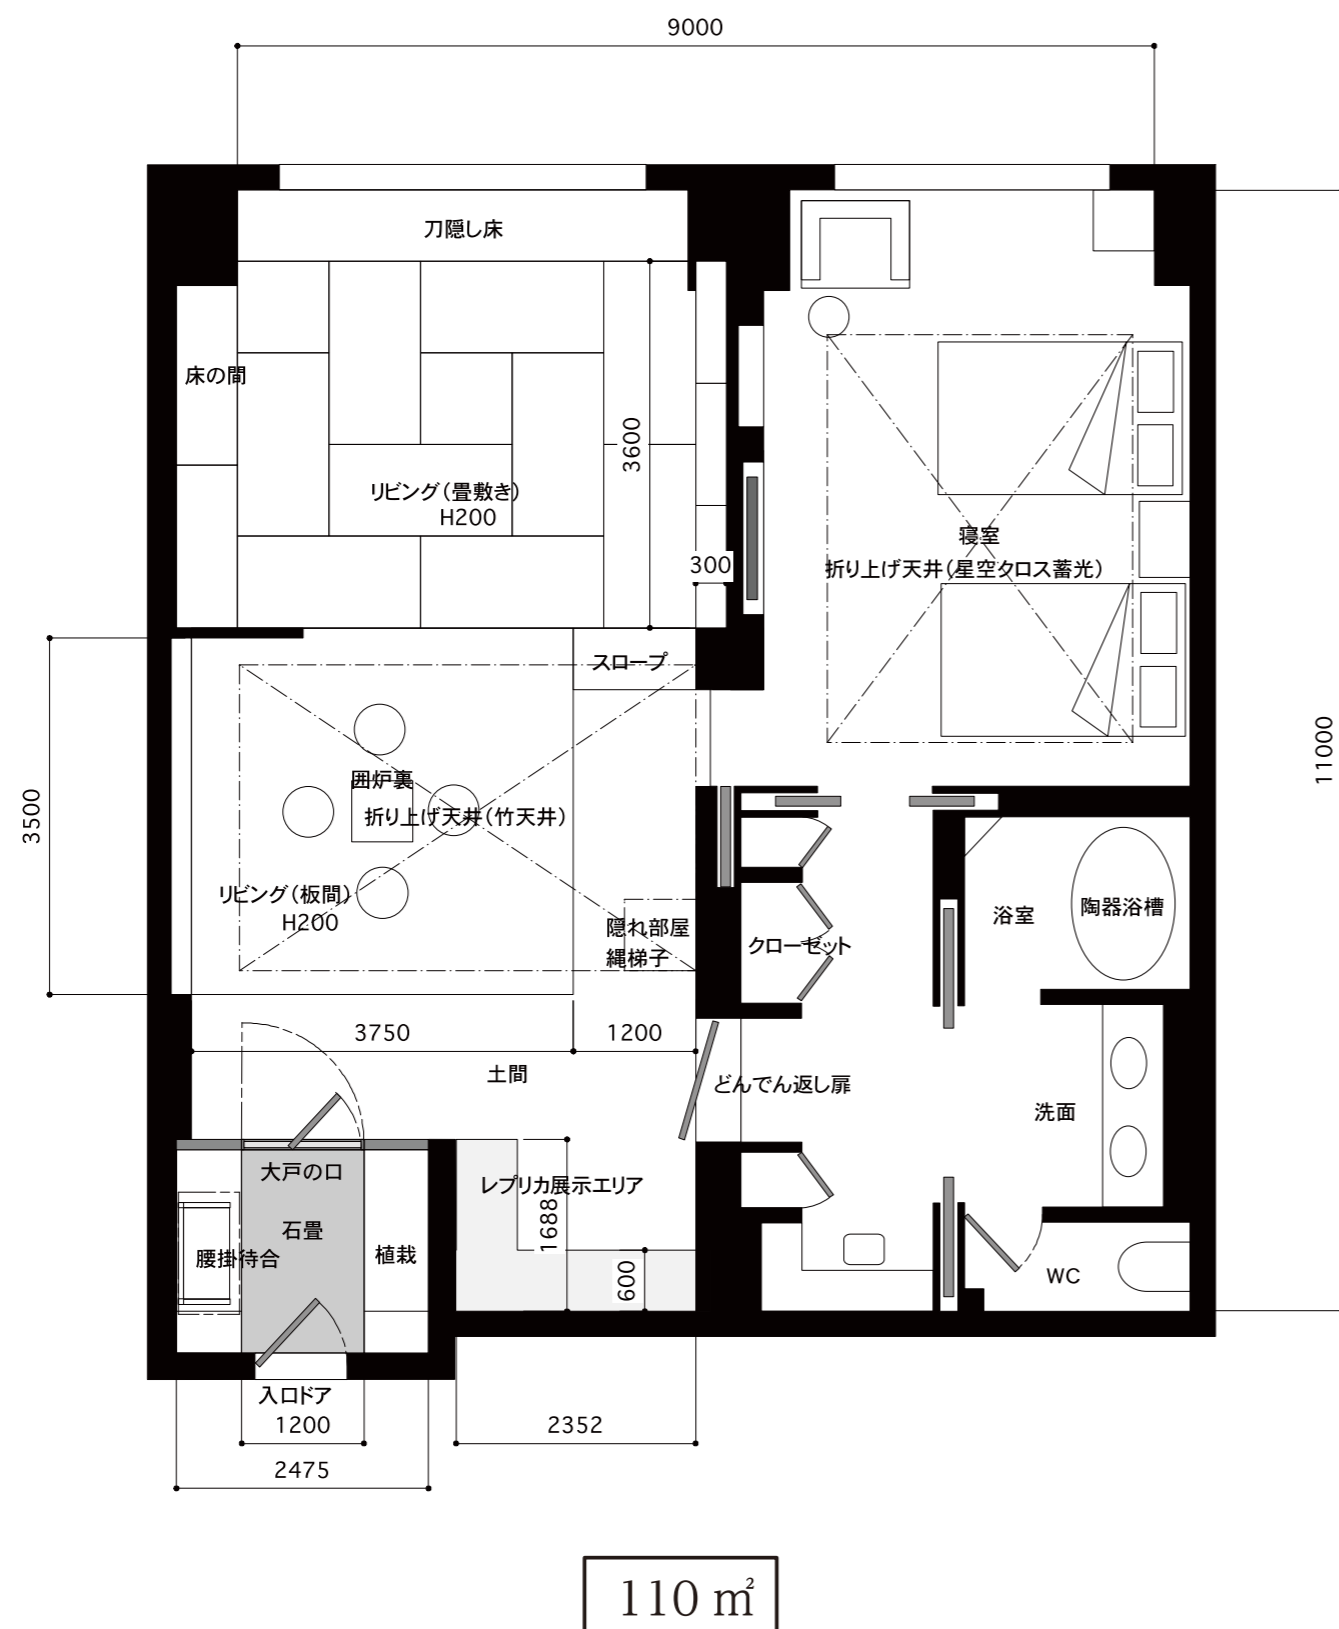 9000
刀隠し床
床の間
3600
リビング（畳敷き）
H200
300
寝室
折り上げ天井（星空クロス蓄光）
スロープ
11000
3500
囲炉裏
折り上げ天井（竹天井）
リビング（板間）
H200
隠れ部屋
縄梯子
クローゼット
浴室
陶器浴槽
3750
1200
土間
どんでん返し扉
洗面
大戸の口
レプリカ展示エリア
1688
石畳
腰掛待合
植栽
600
WC
入口ドア
1200
2352
2475
110㎡